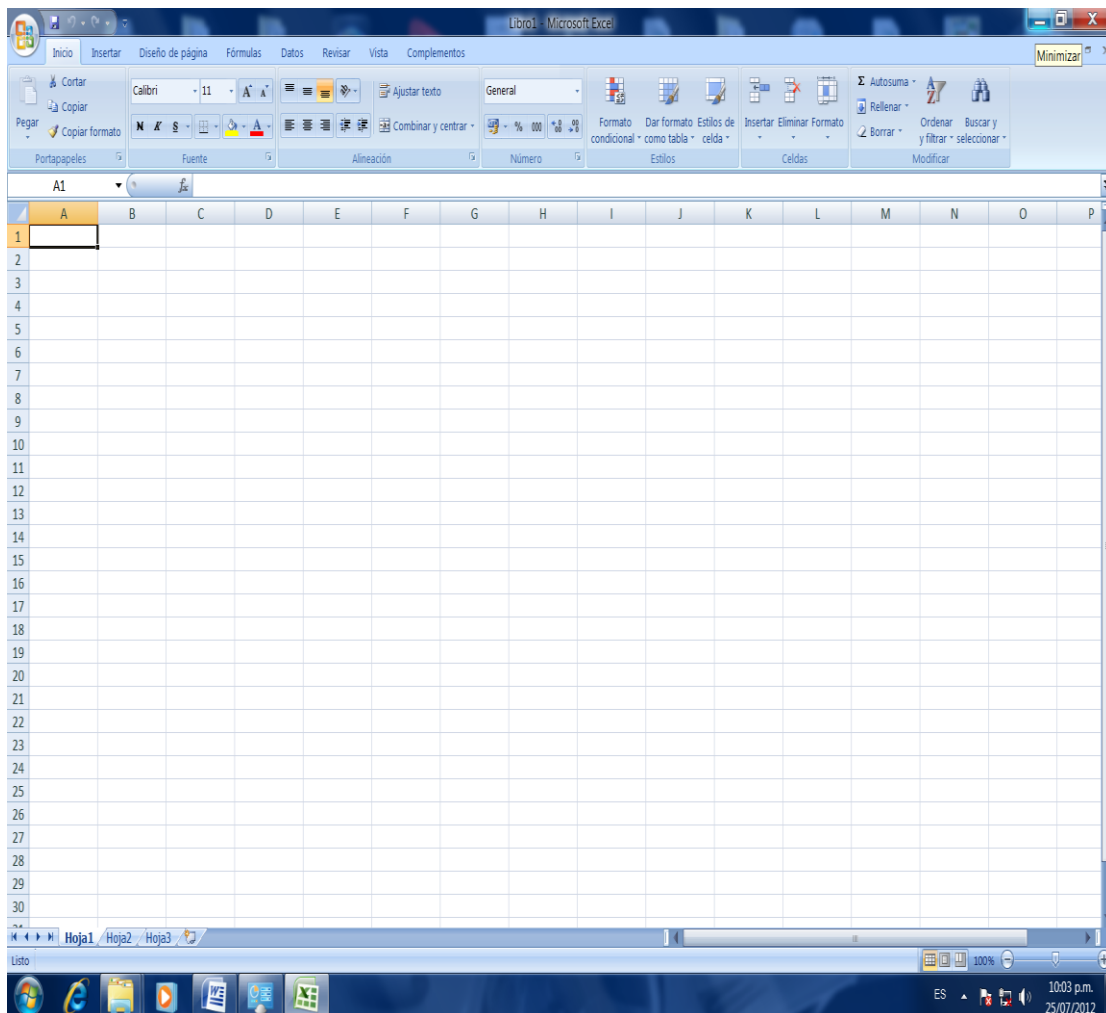 Libro1 - Microsoft Excel
Inicio Insertar Diseño de página Fórmulas Datos Revisar Vista Complementos
Minimizar
Pegar
Cortar
Copiar
Copiar formato
Portapapeles
Calibri 11 A A
N K S A
Fuente
Ajustar texto
Combinar y centrar
Alineación
General
% 000
Número
Formato condicional
Dar formato como tabla
Estilos de celda
Estilos
Insertar Eliminar Formato
Celdas
Σ Autosuma
Rellenar
Borrar
Ordenar y filtrar
Buscar y seleccionar
Modificar
A1 fx
A B C D E F G H I J K L M N O P
1
2
3
4
5
6
7
8
9
10
11
12
13
14
15
16
17
18
19
20
21
22
23
24
25
26
27
28
29
30
Hoja1 Hoja2 Hoja3
Listo 100%
ES 10:03 p.m.
25/07/2012